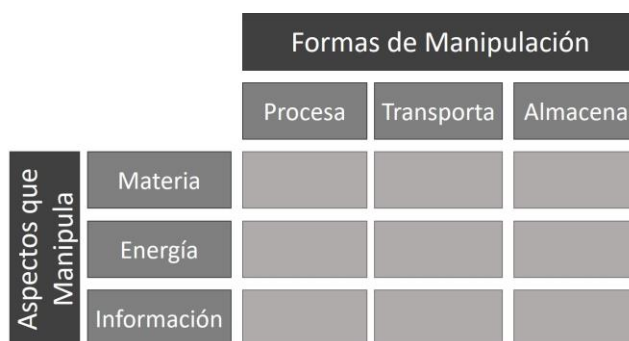 Formas de Manipulación
Procesa Transporta Almacena
Aspectos que
Manipula
Materia
Energía
Información